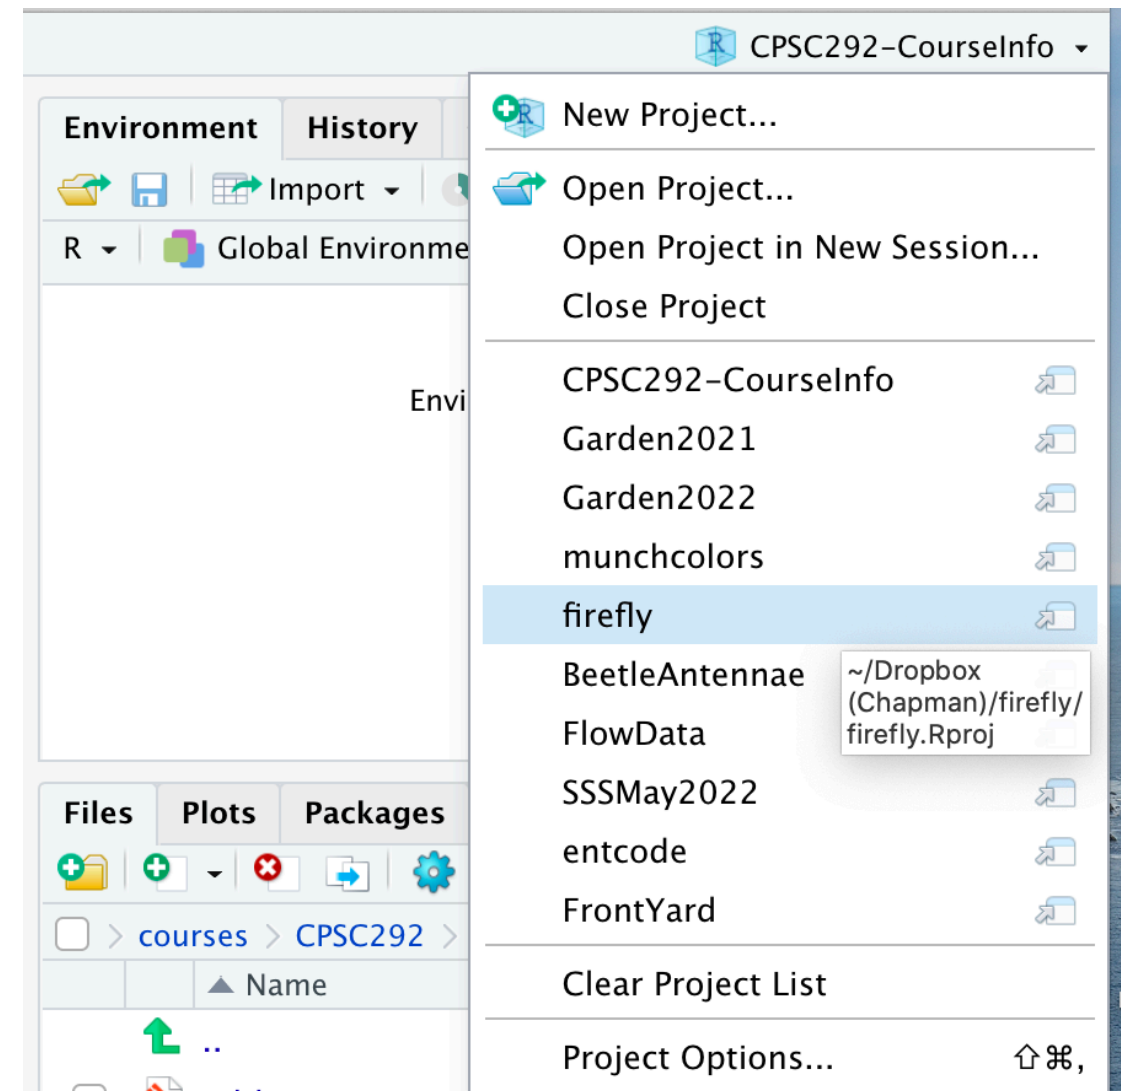 CPSC292-CourseInfo
Environment History
Import
R Global Environme
Envi
New Project...
Open Project...
Open Project in New Session...
Close Project
CPSC292-CourseInfo
Garden2021
Garden2022
munchcolors
firefly
BeetleAntennae
FlowData
SSSMay2022
entcode
FrontYard
~/Dropbox
(Chapman)/firefly/
firefly.Rproj
Clear Project List
Project Options... ⇧⌘,
Files Plots Packages
courses CPSC292
Name
..